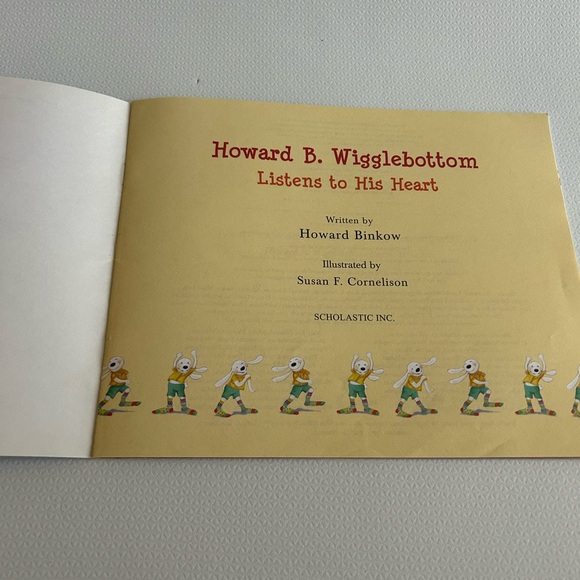 Howard B. Wigglebottom
Listens to His Heart
Written by
Howard Binkow
Illustrated by
Susan F. Cornelison
SCHOLASTIC INC.